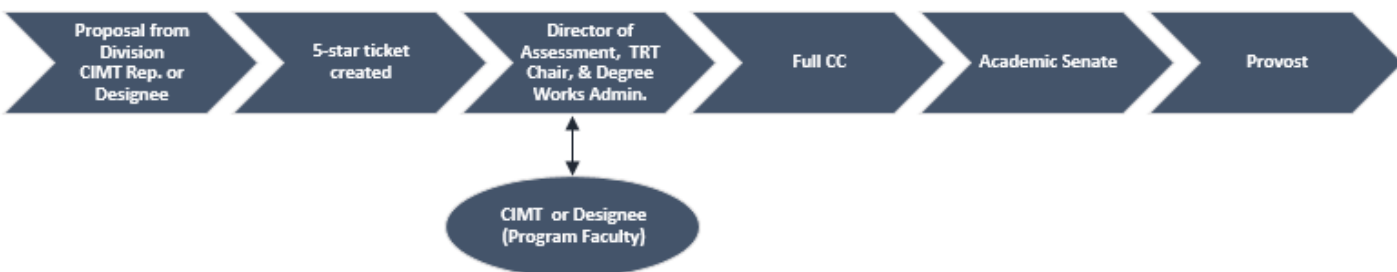 Proposal from
Division
CIMT Rep. or
Designee
5-star ticket
created
Director of
Assessment, TRT
Chair, & Degree
Works Admin.
Full CC
Academic Senate
Provost
CIMT or Designee
(Program Faculty)